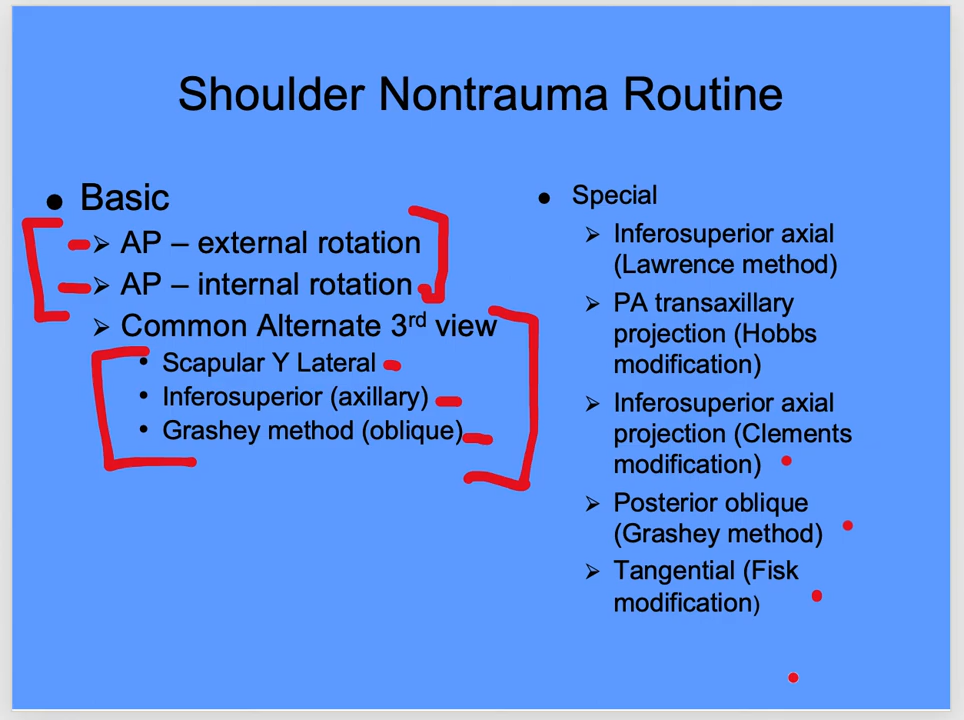 Shoulder Nontrauma Routine
Basic
AP – external rotation
AP – internal rotation
Common Alternate 3rd view
Scapular Y Lateral
Inferosuperior (axillary)
Grashey method (oblique)
Special
Inferosuperior axial
(Lawrence method)
PA transaxillary
projection (Hobbs
modification)
Inferosuperior axial
projection (Clements
modification)
Posterior oblique
(Grashey method)
Tangential (Fisk
modification)